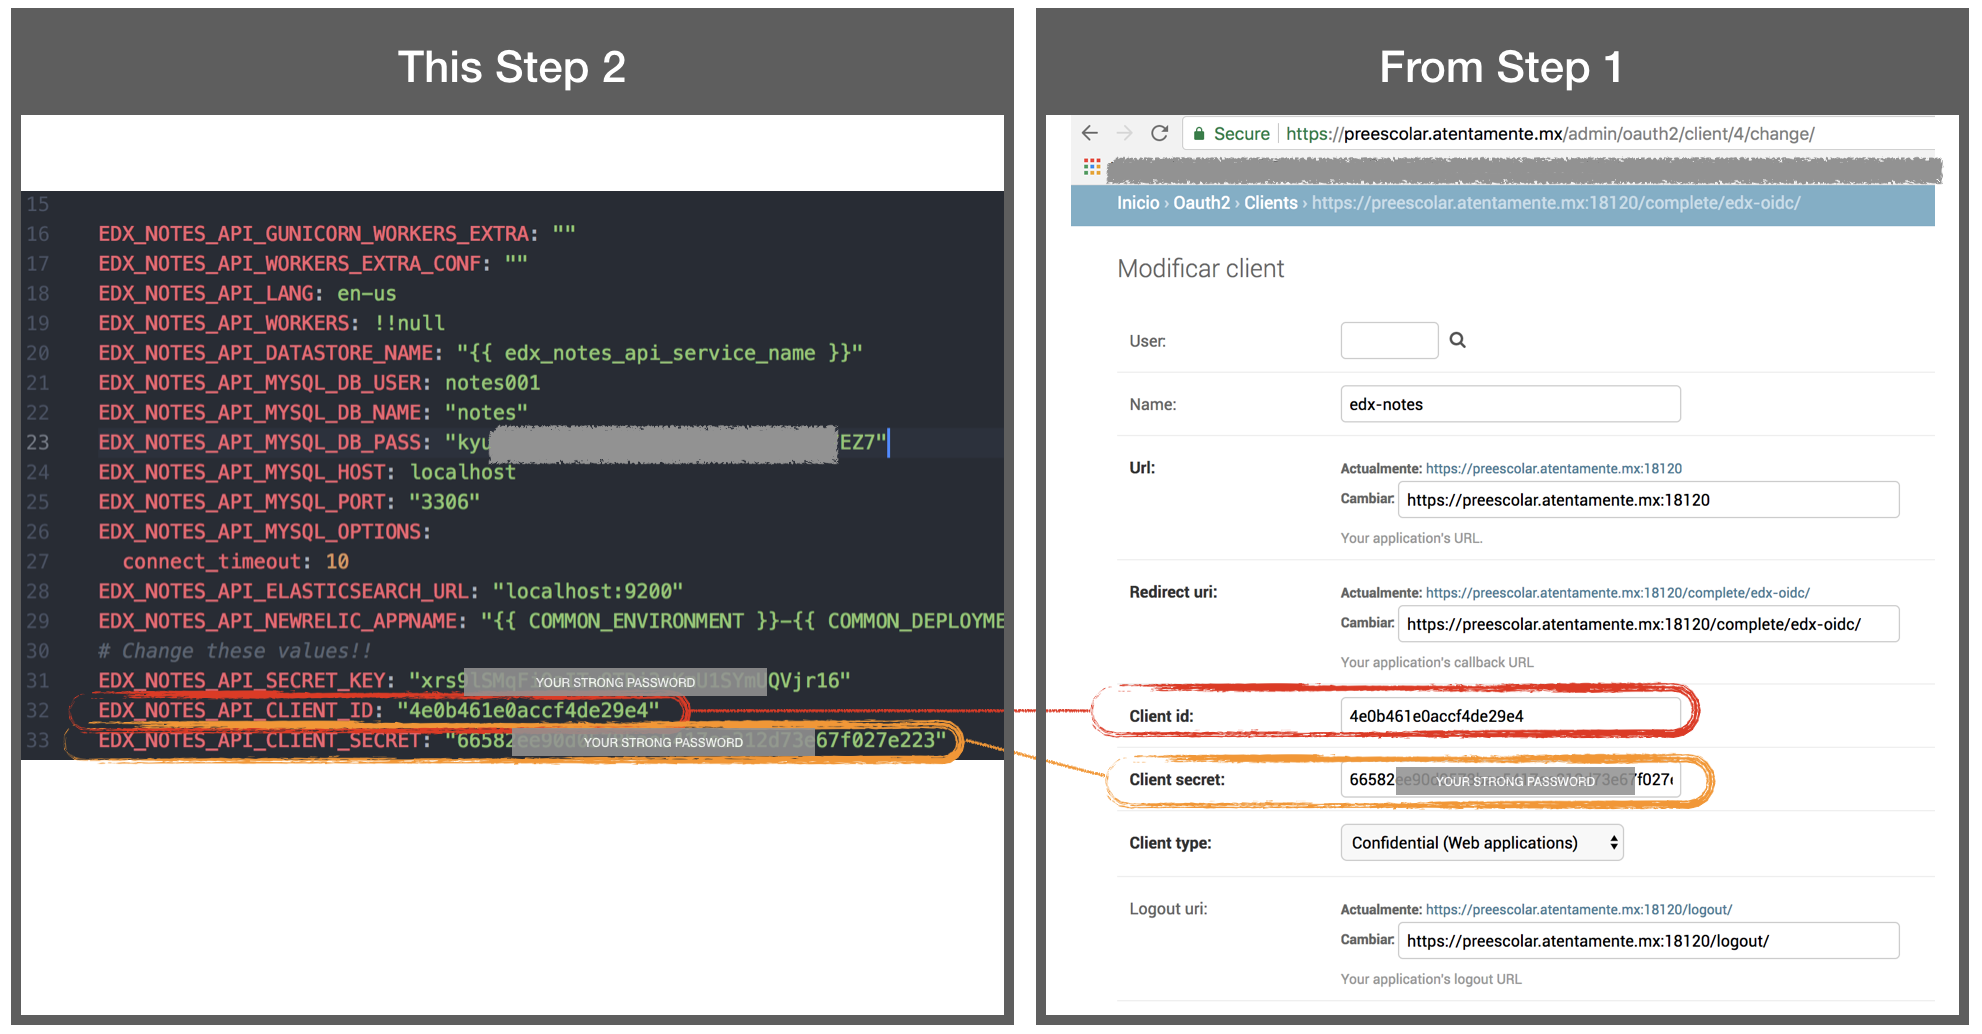 This Step 2
15
16 EDX_NOTES_API_GUNICORN_WORKERS_EXTRA: ""
17 EDX_NOTES_API_WORKERS_EXTRA_CONF: ""
18 EDX_NOTES_API_LANG: en-us
19 EDX_NOTES_API_WORKERS: !!null
20 EDX_NOTES_API_DATASTORE_NAME: "{{ edx_notes_api_service_name }}"
21 EDX_NOTES_API_MYSQL_DB_USER: notes001
22 EDX_NOTES_API_MYSQL_DB_NAME: "notes"
23 EDX_NOTES_API_MYSQL_DB_PASS: "kyu EZ7"
24 EDX_NOTES_API_MYSQL_HOST: localhost
25 EDX_NOTES_API_MYSQL_PORT: "3306"
26 EDX_NOTES_API_MYSQL_OPTIONS:
27 connect_timeout: 10
28 EDX_NOTES_API_ELASTICSEARCH_URL: "localhost:9200"
29 EDX_NOTES_API_NEWRELIC_APPNAME: "{{ COMMON_ENVIRONMENT }}-{{ COMMON_DEPLOYME
30 # Change these values!!
31 EDX_NOTES_API_SECRET_KEY: "xrs9 YOUR STRONG PASSWORD QVjr16"
32 EDX_NOTES_API_CLIENT_ID: "4e0b461e0accf4de29e4"
33 EDX_NOTES_API_CLIENT_SECRET: "66582 YOUR STRONG PASSWORD 67f027e223"
From Step 1
Secure https://preescolar.atentamente.mx/admin/oauth2/client/4/change/
Inicio › Oauth2 › Clients › https://preescolar.atentamente.mx:18120/complete/edx-oidc/
Modificar client
User:
Name: edx-notes
Url: Actualmente: https://preescolar.atentamente.mx:18120
Cambiar: https://preescolar.atentamente.mx:18120
Your application's URL.
Redirect uri: Actualmente: https://preescolar.atentamente.mx:18120/complete/edx-oidc/
Cambiar: https://preescolar.atentamente.mx:18120/complete/edx-oidc/
Your application's callback URL
Client id: 4e0b461e0accf4de29e4
Client secret: 66582 YOUR STRONG PASSWORD 7f027e
Client type: Confidential (Web applications)
Logout uri: Actualmente: https://preescolar.atentamente.mx:18120/logout/
Cambiar: https://preescolar.atentamente.mx:18120/logout/
Your application's logout URL